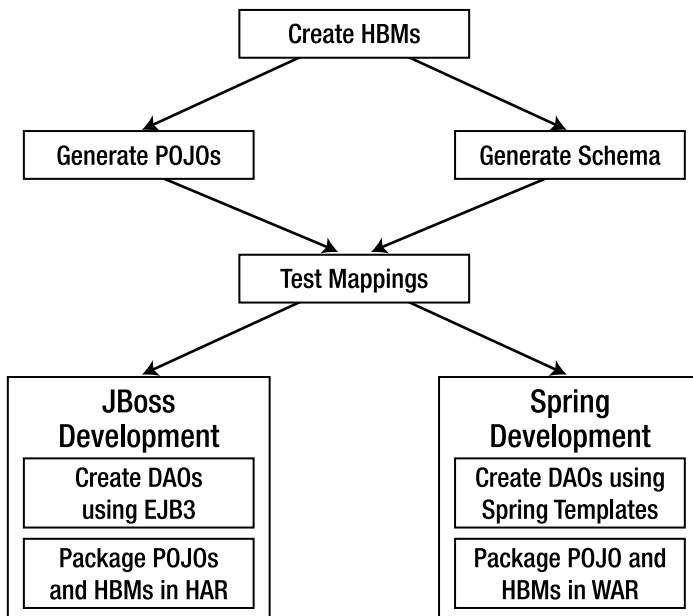 Create HBMs
Generate POJOs
Generate Schema
Test Mappings
JBoss
Development
Create DAOs
using EJB3
Package POJOs
and HBMs in HAR
Spring
Development
Create DAOs using
Spring Templates
Package POJO and
HBMs in WAR